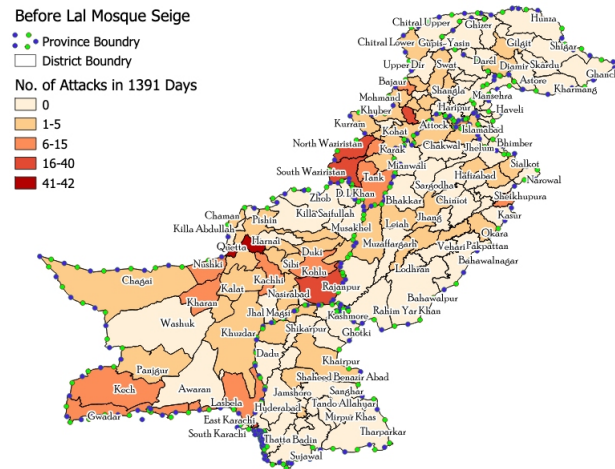 Before Lal Mosque Seige
Province Boundry
District Boundry
No. of Attacks in 1391 Days
0
1-5
6-15
16-40
41-42
Chitral Upper
Ghizer
Hunza
Chitral Lower
Gupis-Yasin
Gilgit
Shigar
Upper Dir
Swat
Darel
Diamir
Skardu
Ghanch
Bajaur
Astore
Kharmang
Mohmand
Shangla
Mansehra
Khyber
Haripur
Haveli
Kurram
Kohat
Attock
Islamabad
North Waziristan
Karak
Chakwal
Jhelum
Bhimber
South Waziristan
Tank
Mianwali
Sialkot
Sargodha
Hafizabad
Narowal
D.I.Khan
Bhakkar
Chiniot
Sheikhupura
Zhob
Kasur
Chaman
Pishin
Killa Saifullah
Jhang
Killa Abdullah
Musakhel
Leiah
Okara
Quetta
Harnai
Muzaffargarh
Vehari
Pakpattan
Duki
Bahawalnagar
Nushki
Sibi
Kohlu
Lodhran
Chagai
Kachhi
Rajanpur
Kalat
Nasirabad
Bahawalpur
Kharan
Jhal Magsi
Rahim Yar Khan
Washuk
Kashmore
Khuzdar
Shikarpur
Ghotki
Dadu
Khairpur
Panjgur
Shaheed Benazir Abad
Kech
Awaran
Sanghar
Jamshoro
Lasbela
Tando Allahyar
Hyderabad
Gwadar
Mirpur Khas
East Karachi
South Karachi
Tharparkar
Thatta
Badin
Sujawal